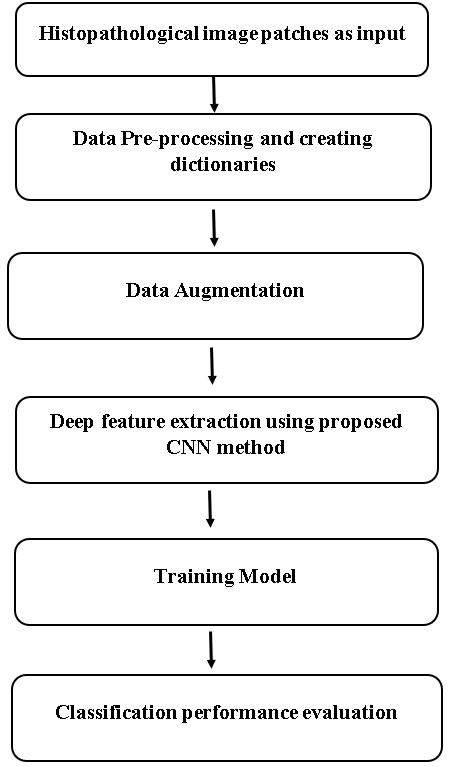 Histopathological image patches as input
Data Pre-processing and creating
dictionaries
Data Augmentation
Deep feature extraction using proposed
CNN method
Training Model
Classification performance evaluation